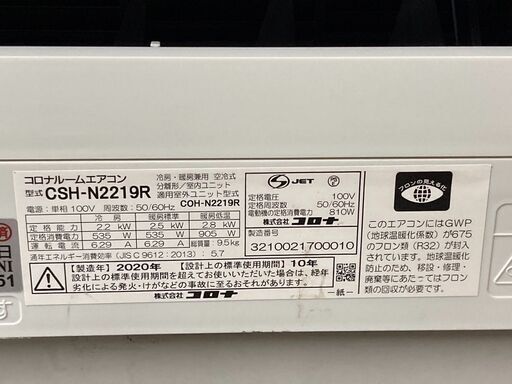 コロナルームエアコン
冷房・暖房兼用 空冷式
分離形/室内ユニット
型式 CSH-N2219R
適用室外ユニット型式
電源:単相 100V 周波数:50/60Hz COH-N2219R
冷房 暖房標準 暖房低温
定格能力 2.2 kW 2.5 kW 2.8 kW
定格消費電力 535 W 535 W 905 W
運転電流 6.29 A 6.29 A 総質量:9.5kg
通年エネルギー消費効率(JIS C 9612:2013):5.7
【製造年】2020年 【設計上の標準使用期間】10年
設計上の標準使用期間を超えてお使いいただいた場合は、経年
劣化による発火・けがなどの事故に至るおそれがあります。
株式会社 コロナ
-紙-
S JET
定格電圧: 100V
定格周波数: 50/60Hz
電動機の定格消費電力: 810W
株式会社 コロナ
製造番号
3210021700010
フロンの見える化
このエアコンにはGWP
(地球温暖化係数)が675
のフロン類(R32)が封入
されています。地球温暖化
防止のため、移設・修理・
廃棄等にあたってはフロン
類の回収が必要です。
済
日
NI
51
す